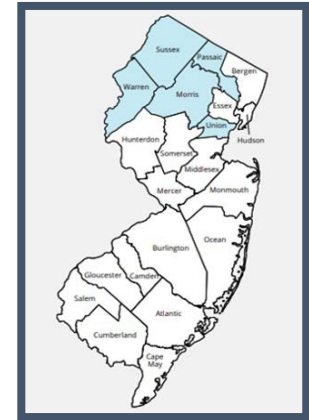 Sussex
Passaic
Bergen
Warren
Morris
Essex
Union
Hudson
Hunterdon
Somerset
Middlesex
Mercer
Monmouth
Ocean
Burlington
Gloucester
Camden
Salem
Atlantic
Cumberland
Cape
May